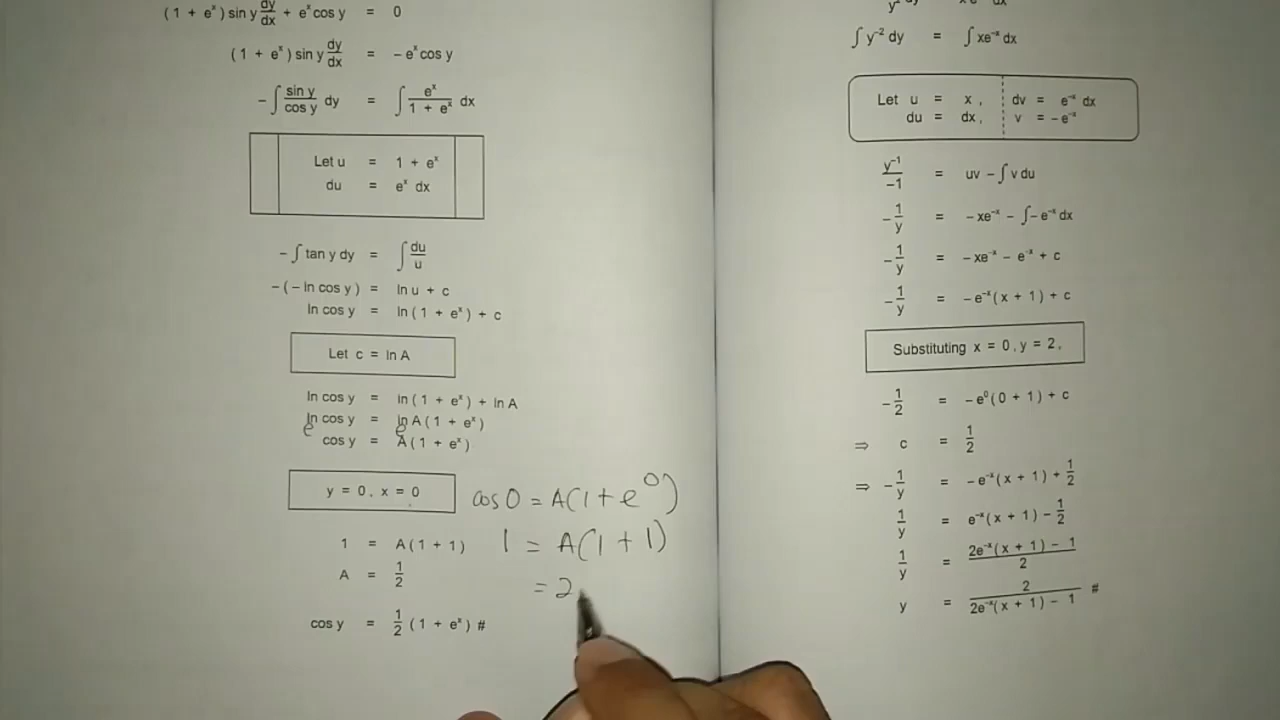 (1 + eˣ) sin y dy/dx + eˣ cos y = 0
(1 + eˣ) sin y dy/dx = − eˣ cos y
− ∫ sin y/cos y dy = ∫ eˣ/(1 + eˣ) dx
Let u = 1 + eˣ
du = eˣ dx
− ∫ tan y dy = ∫ du/u
− (− ln cos y) = ln u + c
ln cos y = ln (1 + eˣ) + c
Let c = ln A
ln cos y = ln (1 + eˣ) + ln A
e ln cos y = e ln A (1 + eˣ)
cos y = A (1 + eˣ)
y = 0 , x = 0
cos 0 = A(1 + e⁰)
1 = A (1 + 1)
1 = A(1 + 1)
A = 1/2
= 2
cos y = 1/2 (1 + eˣ) #
∫ y⁻² dy = ∫ xe⁻ˣ dx
Let u = x , dv = e⁻ˣ dx
du = dx , v = − e⁻ˣ
y⁻¹/−1 = uv − ∫ v du
− 1/y = − xe⁻ˣ − ∫ − e⁻ˣ dx
− 1/y = − xe⁻ˣ − e⁻ˣ + c
− 1/y = − e⁻ˣ (x + 1) + c
Substituting x = 0 , y = 2 ,
− 1/2 = − e⁰ (0 + 1) + c
⇒ c = 1/2
⇒ − 1/y = − e⁻ˣ (x + 1) + 1/2
1/y = e⁻ˣ (x + 1) − 1/2
1/y = (2e⁻ˣ (x + 1) − 1)/2
y = 2/(2e⁻ˣ (x + 1) − 1) #